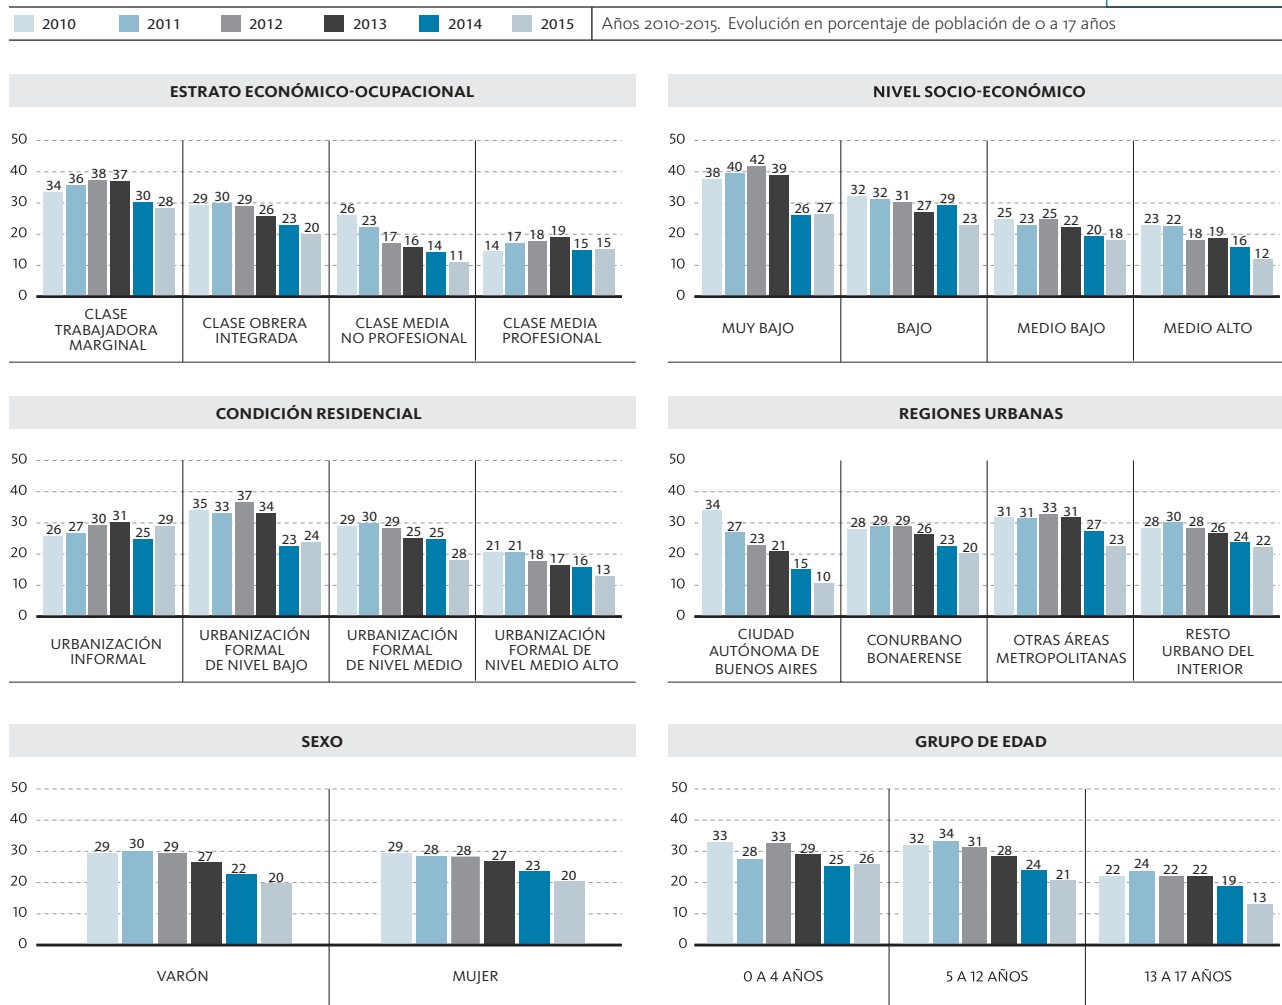 2010 2011 2012 2013 2014 2015 Años 2010-2015. Evolución en porcentaje de población de 0 a 17 años
ESTRATO ECONÓMICO-OCUPACIONAL
50
40
30
20
10
0
34 36 38 37 30 28
29 30 29 26 23 20
26 23 17 16 14 11
14 17 18 19 15 15
CLASE
TRABAJADORA
MARGINAL
CLASE OBRERA
INTEGRADA
CLASE MEDIA
NO PROFESIONAL
CLASE MEDIA
PROFESIONAL
NIVEL SOCIO-ECONÓMICO
50
40
30
20
10
0
38 40 42 39 26 27
32 32 31 27 29 23
25 23 25 22 20 18
23 22 18 19 16 12
MUY BAJO
BAJO
MEDIO BAJO
MEDIO ALTO
CONDICIÓN RESIDENCIAL
50
40
30
20
10
0
26 27 30 31 25 29
35 33 37 34 23 24
29 30 29 25 25 28
21 21 18 17 16 13
URBANIZACIÓN
INFORMAL
URBANIZACIÓN
FORMAL
DE NIVEL BAJO
URBANIZACIÓN
FORMAL
DE NIVEL MEDIO
URBANIZACIÓN
FORMAL DE
NIVEL MEDIO ALTO
REGIONES URBANAS
50
40
30
20
10
0
34 27 23 21 15 10
28 29 29 26 23 20
31 31 33 31 27 23
28 30 28 26 24 22
CIUDAD
AUTÓNOMA DE
BUENOS AIRES
CONURBANO
BONAERENSE
OTRAS ÁREAS
METROPOLITANAS
RESTO
URBANO DEL
INTERIOR
SEXO
50
40
30
20
10
0
29 30 29 27 22 20
29 28 28 27 23 20
VARÓN
MUJER
GRUPO DE EDAD
50
40
30
20
10
0
33 28 33 29 25 26
32 34 31 28 24 21
22 24 22 22 19 13
0 A 4 AÑOS
5 A 12 AÑOS
13 A 17 AÑOS